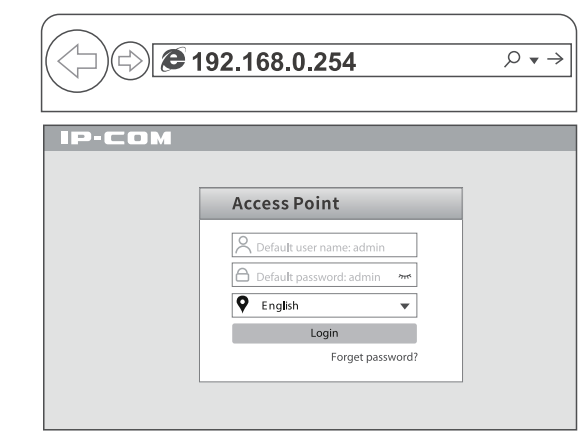 192.168.0.254
IP-COM
Access Point
Default user name: admin
Default password: admin
English
Login
Forget password?